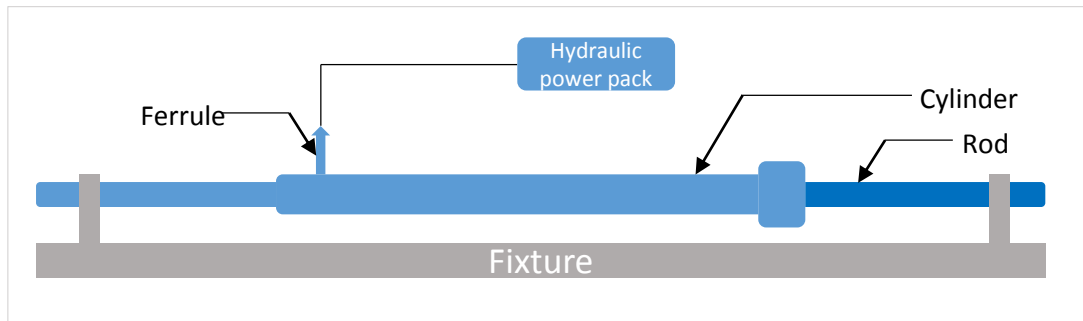 Hydraulic
power pack
Ferrule
Cylinder
Rod
Fixture